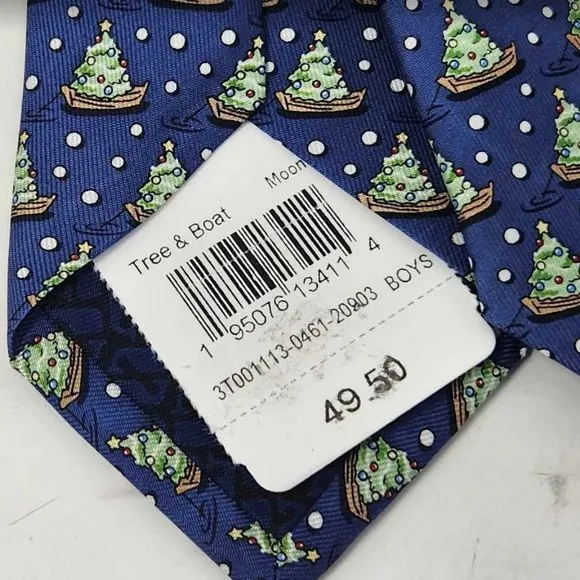 Tree & Boat Moon
1 95076 13411 4
3T001113-0461-20903 BOYS
49.50